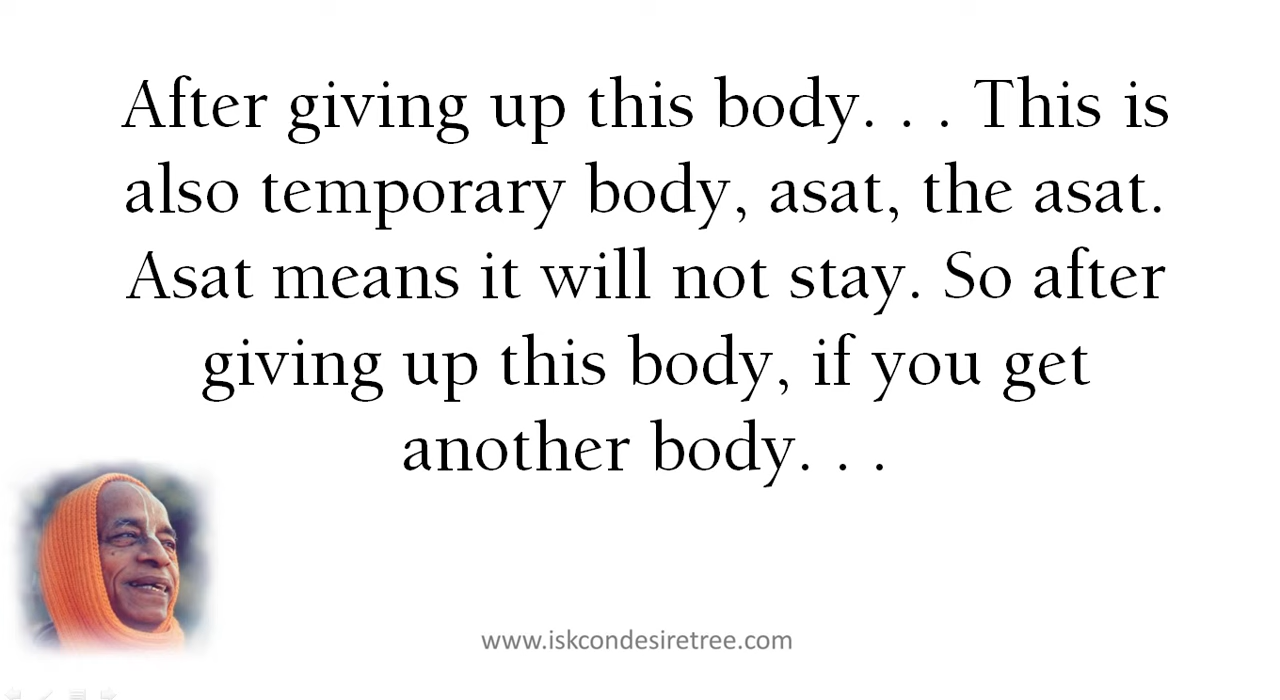 After giving up this body. . . This is
also temporary body, asat, the asat.
Asat means it will not stay. So after
giving up this body, if you get
another body. . .
www.iskcondesiretree.com